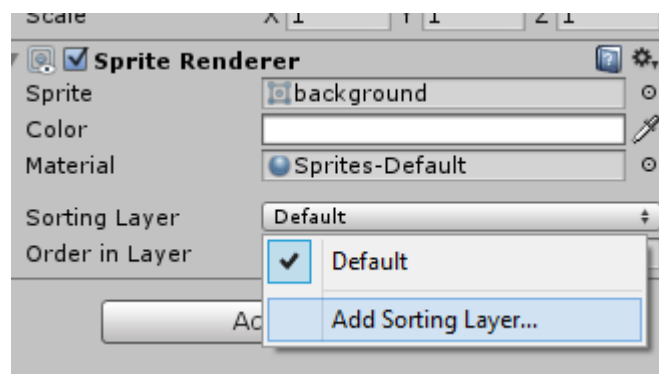 Scale X 1 Y 1 Z 1
Sprite Renderer
Sprite background
Color
Material Sprites-Default
Sorting Layer Default
Order in Layer
Default
Add Sorting Layer...